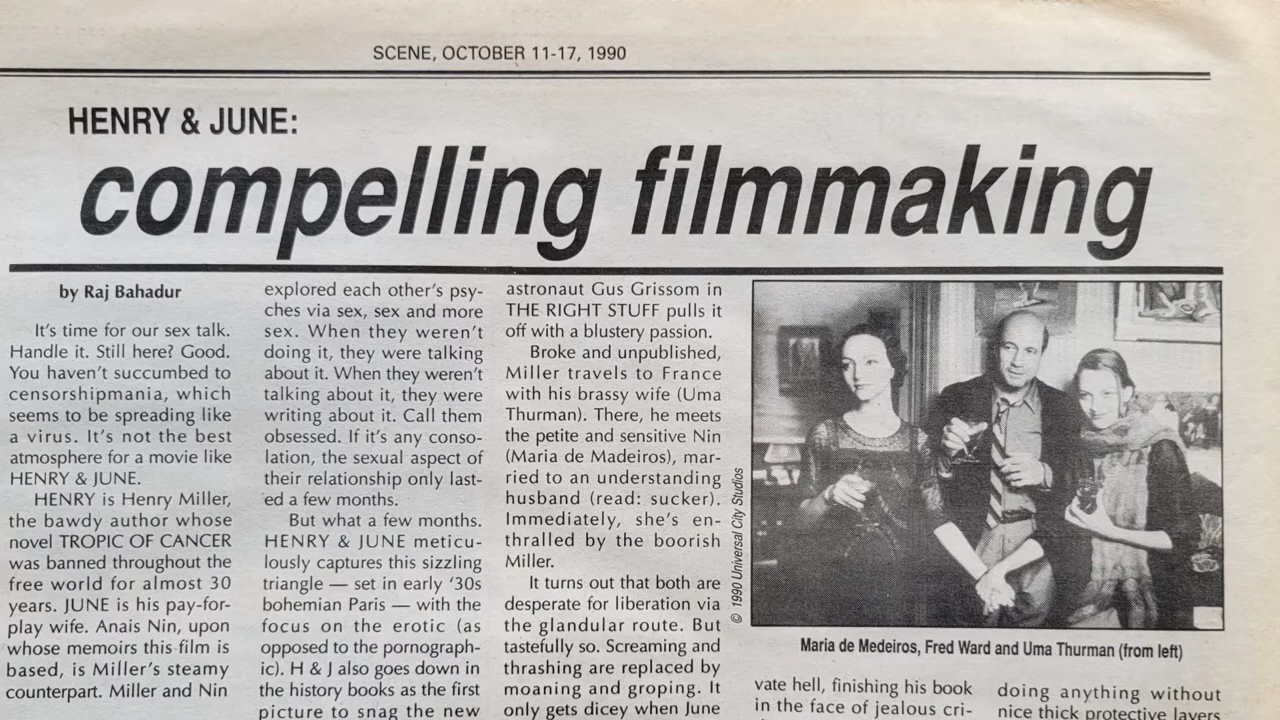 SCENE, OCTOBER 11-17, 1990
HENRY & JUNE:
compelling filmmaking
by Raj Bahadur
It's time for our sex talk.
Handle it. Still here? Good.
You haven't succumbed to
censorshipmania, which
seems to be spreading like
a virus. It's not the best
atmosphere for a movie like
HENRY & JUNE.
HENRY is Henry Miller,
the bawdy author whose
novel TROPIC OF CANCER
was banned throughout the
free world for almost 30
years. JUNE is his pay-for-
play wife. Anais Nin, upon
whose memoirs this film is
based, is Miller's steamy
counterpart. Miller and Nin
explored each other's psy-
ches via sex, sex and more
sex. When they weren't
doing it, they were talking
about it. When they weren't
talking about it, they were
writing about it. Call them
obsessed. If it's any conso-
lation, the sexual aspect of
their relationship only last-
ed a few months.
But what a few months.
HENRY & JUNE meticu-
lously captures this sizzling
triangle — set in early '30s
bohemian Paris — with the
focus on the erotic (as
opposed to the pornograph-
ic). H & J also goes down in
the history books as the first
picture to snag the new
astronaut Gus Grissom in
THE RIGHT STUFF pulls it
off with a blustery passion.
Broke and unpublished,
Miller travels to France
with his brassy wife (Uma
Thurman). There, he meets
the petite and sensitive Nin
(Maria de Madeiros), mar-
ried to an understanding
husband (read: sucker).
Immediately, she's en-
thralled by the boorish
Miller.
It turns out that both are
desperate for liberation via
the glandular route. But
tastefully so. Screaming and
thrashing are replaced by
moaning and groping. It
only gets dicey when June
© 1990 Universal City Studios
Maria de Medeiros, Fred Ward and Uma Thurman (from left)
vate hell, finishing his book
in the face of jealous cri-
doing anything without
nice thick protective layers